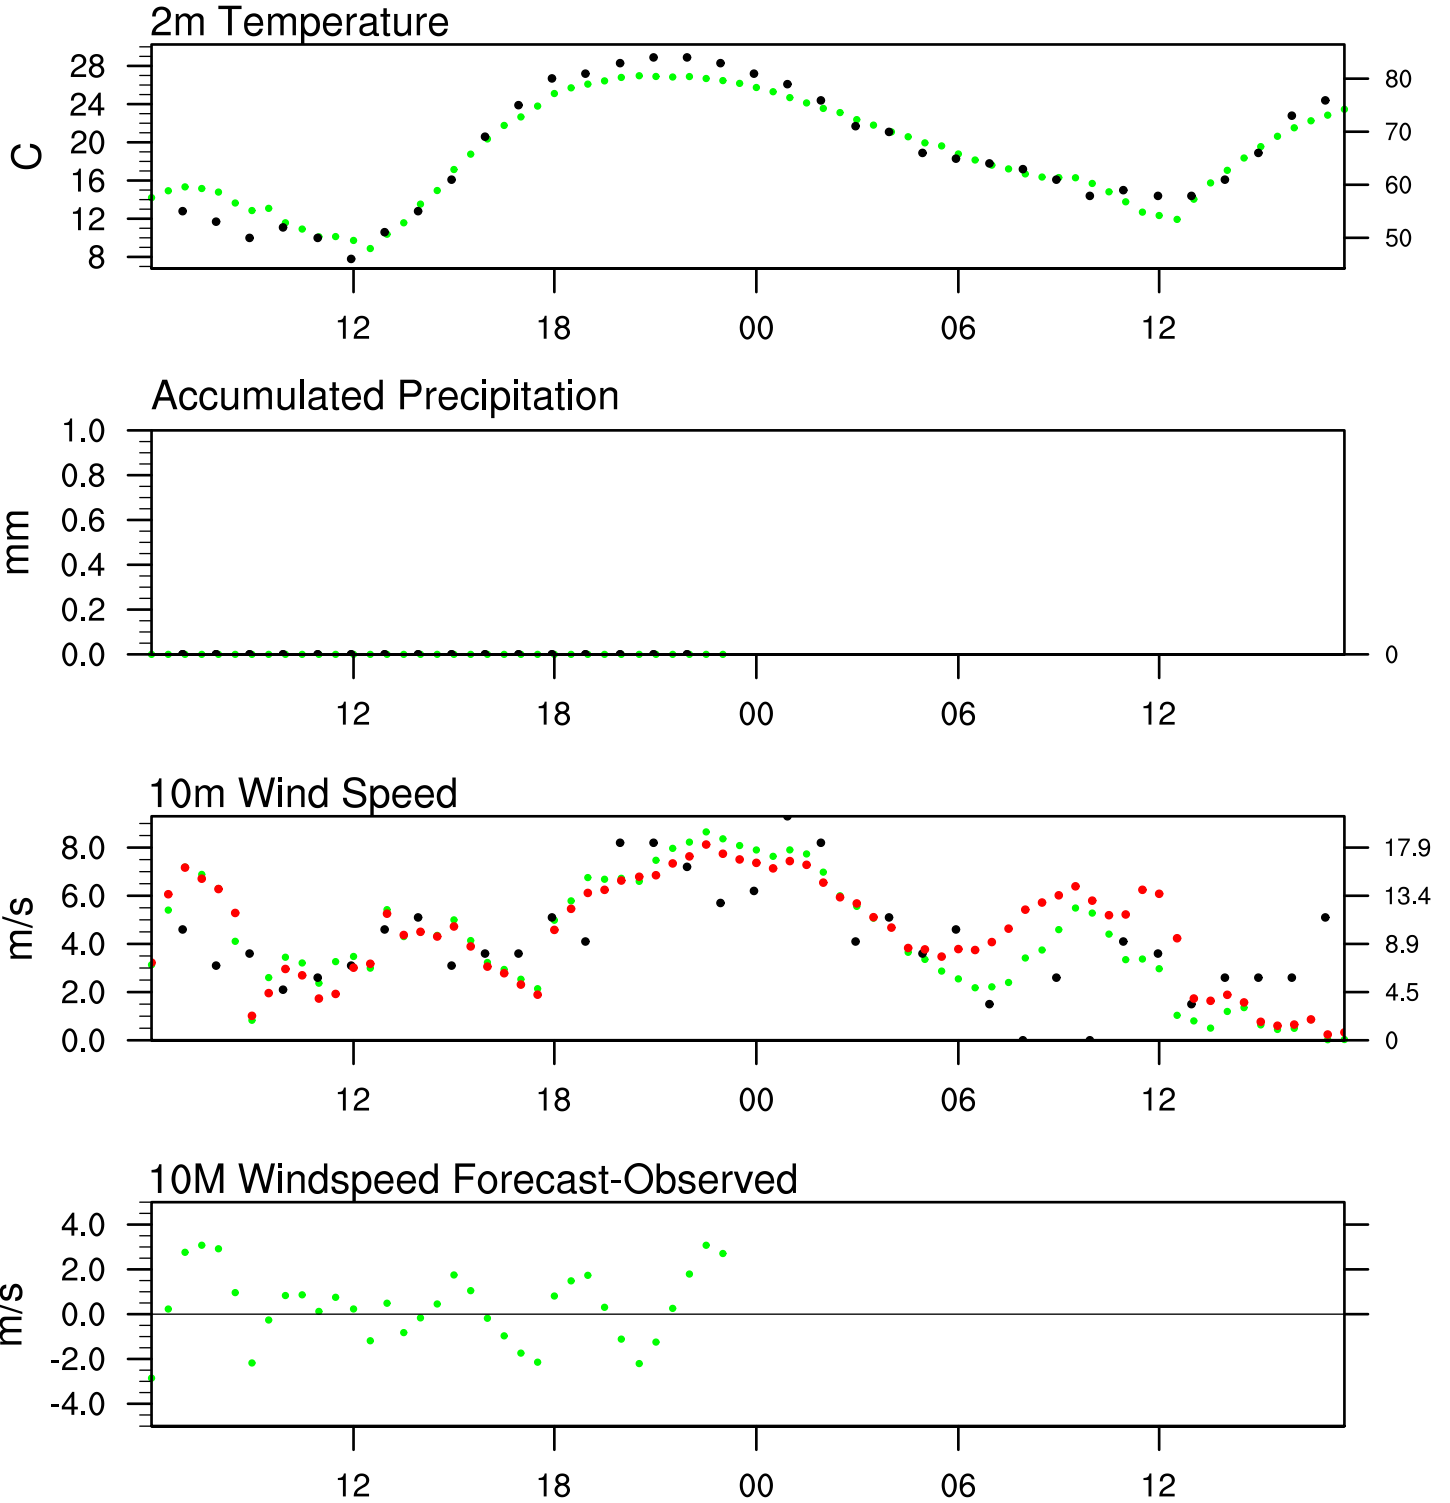 2m Temperature
28
24
20
16
12
8
C
80
70
60
50
12 18 00 06 12
Accumulated Precipitation
1.0
0.8
0.6
0.4
0.2
0.0
mm
0
12 18 00 06 12
10m Wind Speed
8.0
6.0
4.0
2.0
0.0
m/s
17.9
13.4
8.9
4.5
0
12 18 00 06 12
10M Windspeed Forecast-Observed
4.0
2.0
0.0
-2.0
-4.0
m/s
12 18 00 06 12